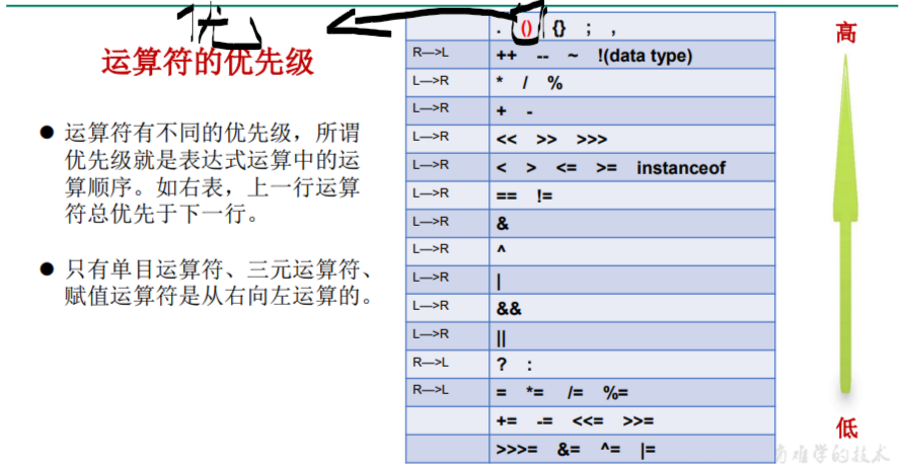 优
运算符的优先级
● 运算符有不同的优先级，所谓
优先级就是表达式运算中的运
算顺序。如右表，上一行运算
符总优先于下一行。
● 只有单目运算符、三元运算符、
赋值运算符是从右向左运算的。
. () {} ; ,
R—>L ++ -- ~ !(data type)
L—>R * / %
L—>R + -
L—>R << >> >>>
L—>R < > <= >= instanceof
L—>R == !=
L—>R &
L—>R ^
L—>R |
L—>R &&
L—>R ||
R—>L ? :
R—>L = *= /= %=
+= -= <<= >>=
>>>= &= ^= |=
高
低
难学的技术